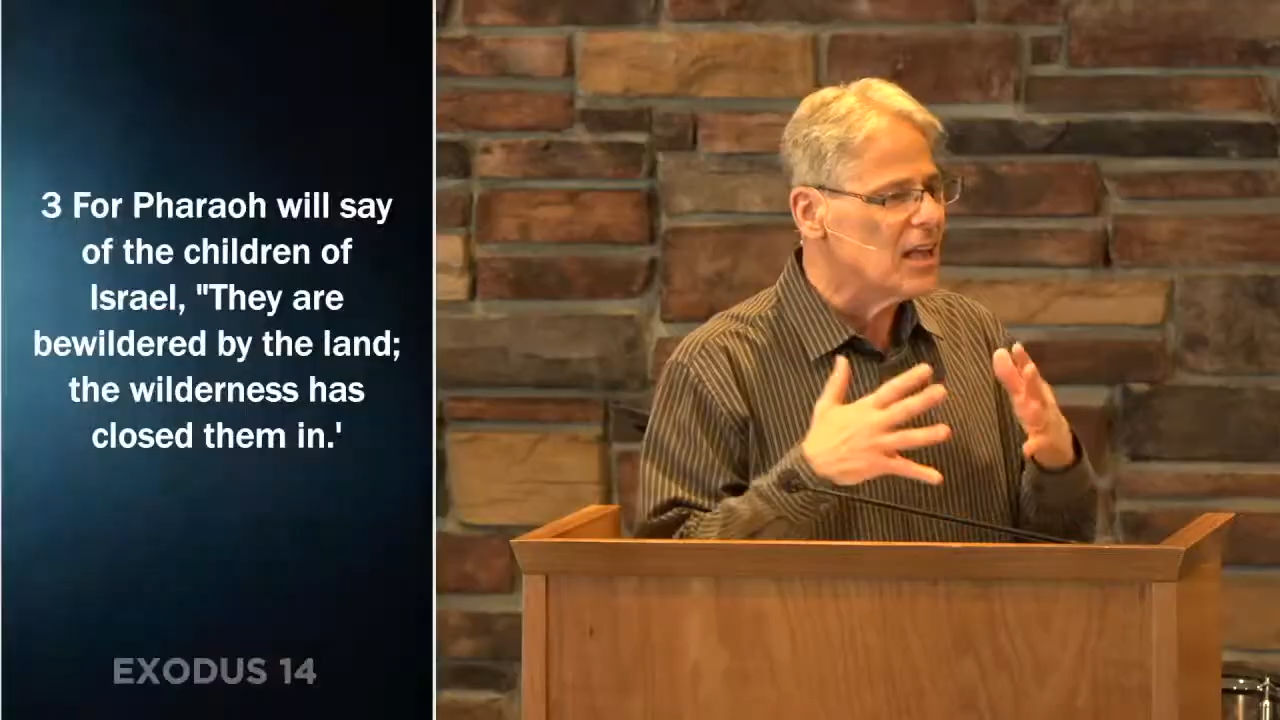 3 For Pharaoh will say
of the children of
Israel, "They are
bewildered by the land;
the wilderness has
closed them in.'
EXODUS 14